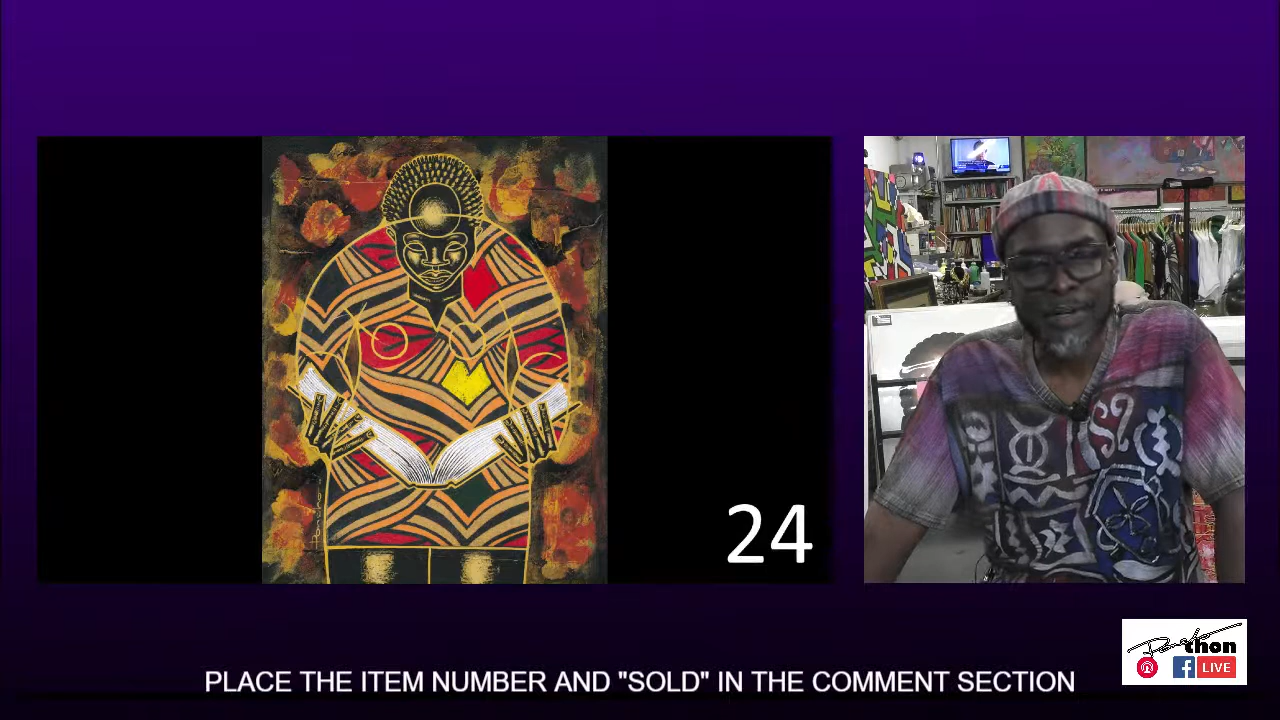 24
thon
LIVE
PLACE THE ITEM NUMBER AND "SOLD" IN THE COMMENT SECTION